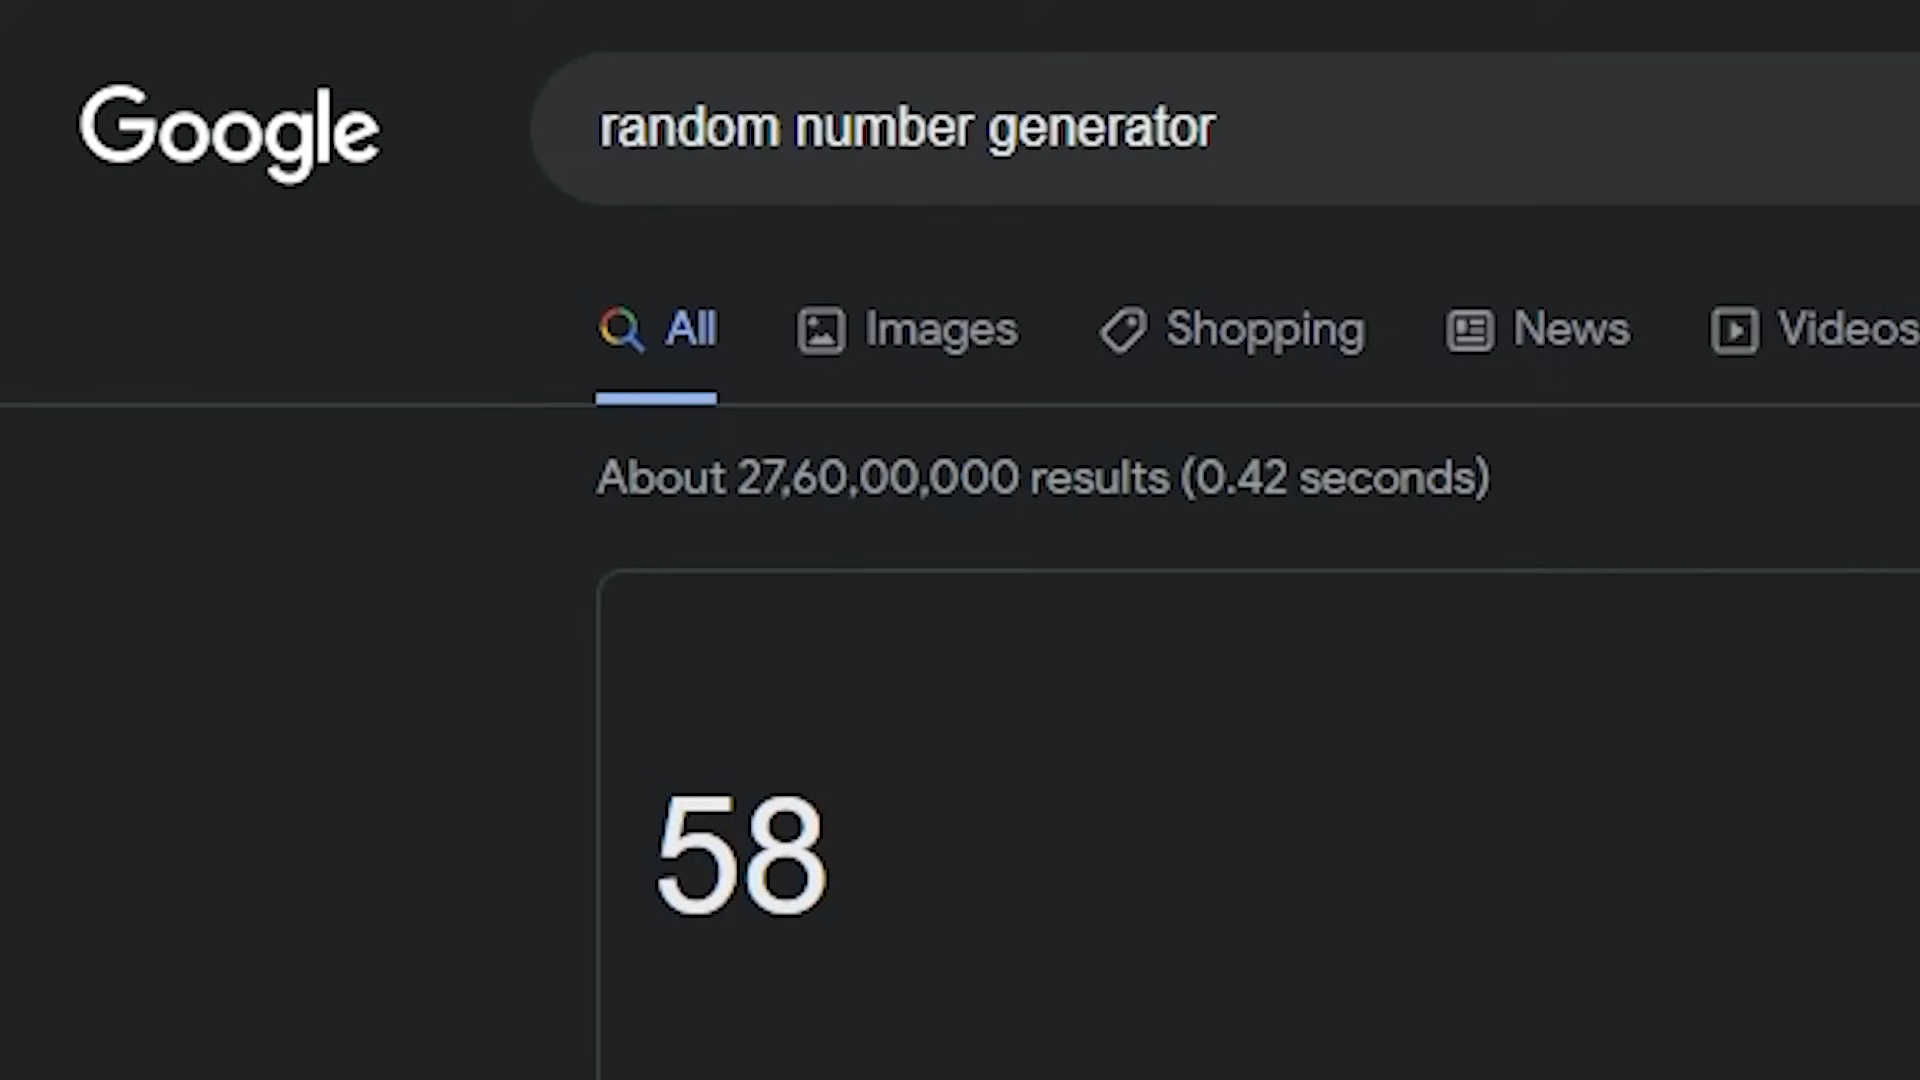 Google
random number generator
All Images Shopping News Videos
About 27,60,00,000 results (0.42 seconds)
58